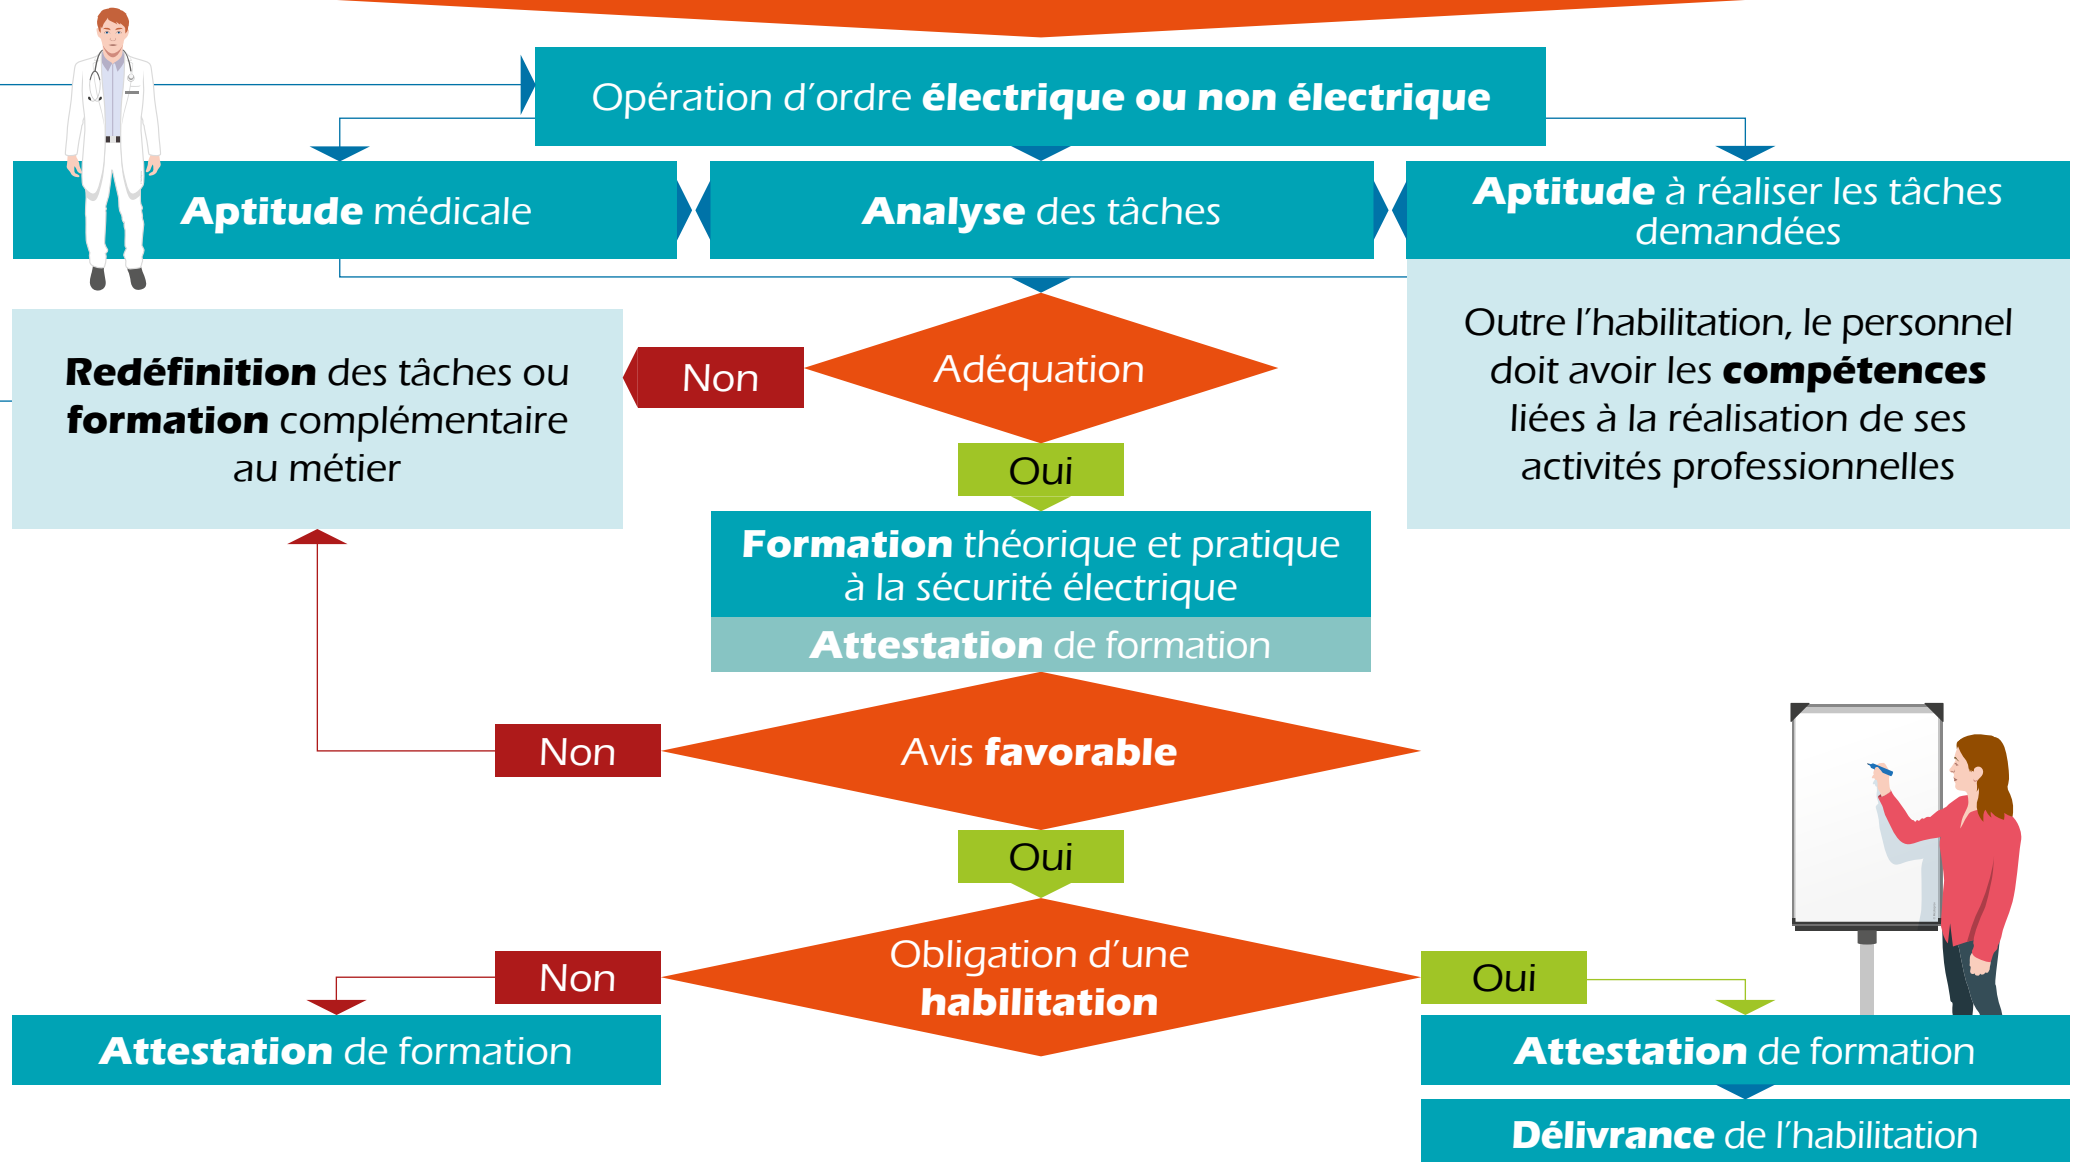 Opération d'ordre électrique ou non électrique
Aptitude médicale
Analyse des tâches
Aptitude à réaliser les tâches
demandées
Outre l'habilitation, le personnel
doit avoir les compétences
liées à la réalisation de ses
activités professionnelles
Adéquation
Non
Redéfinition des tâches ou
formation complémentaire
au métier
Oui
Formation théorique et pratique
à la sécurité électrique
Attestation de formation
Avis favorable
Non
Oui
Obligation d'une
habilitation
Non
Oui
Attestation de formation
Attestation de formation
Délivrance de l'habilitation